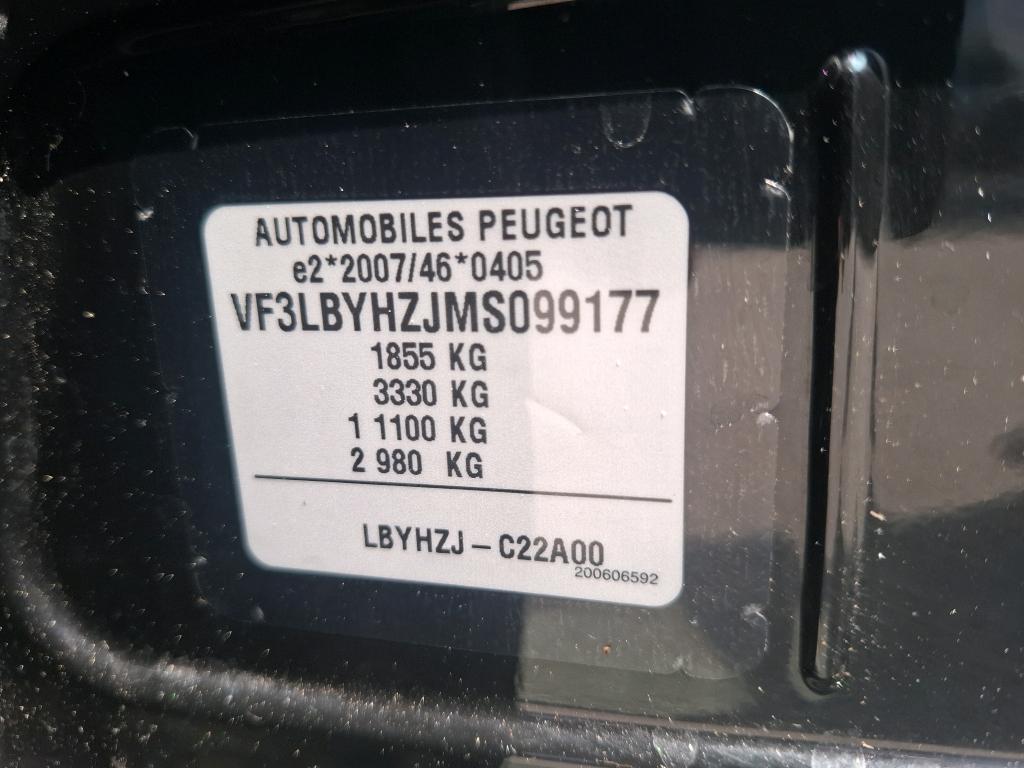 AUTOMOBILES PEUGEOT
e2*2007/46*0405
VF3LBYHZJMS099177
1855 KG
3330 KG
1 1100 KG
2 980 KG
LBYHZJ – C22A00
200606592